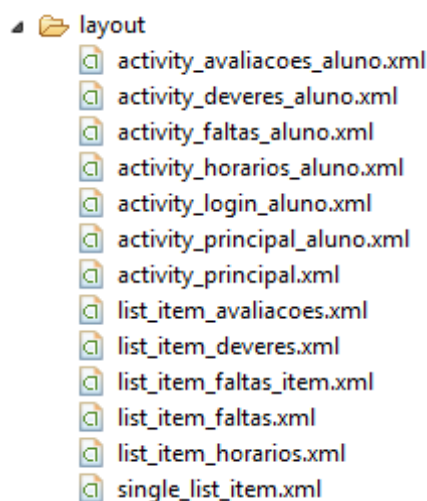 layout
activity_avaliacoes_aluno.xml
activity_deveres_aluno.xml
activity_faltas_aluno.xml
activity_horarios_aluno.xml
activity_login_aluno.xml
activity_principal_aluno.xml
activity_principal.xml
list_item_avaliacoes.xml
list_item_deveres.xml
list_item_faltas_item.xml
list_item_faltas.xml
list_item_horarios.xml
single_list_item.xml